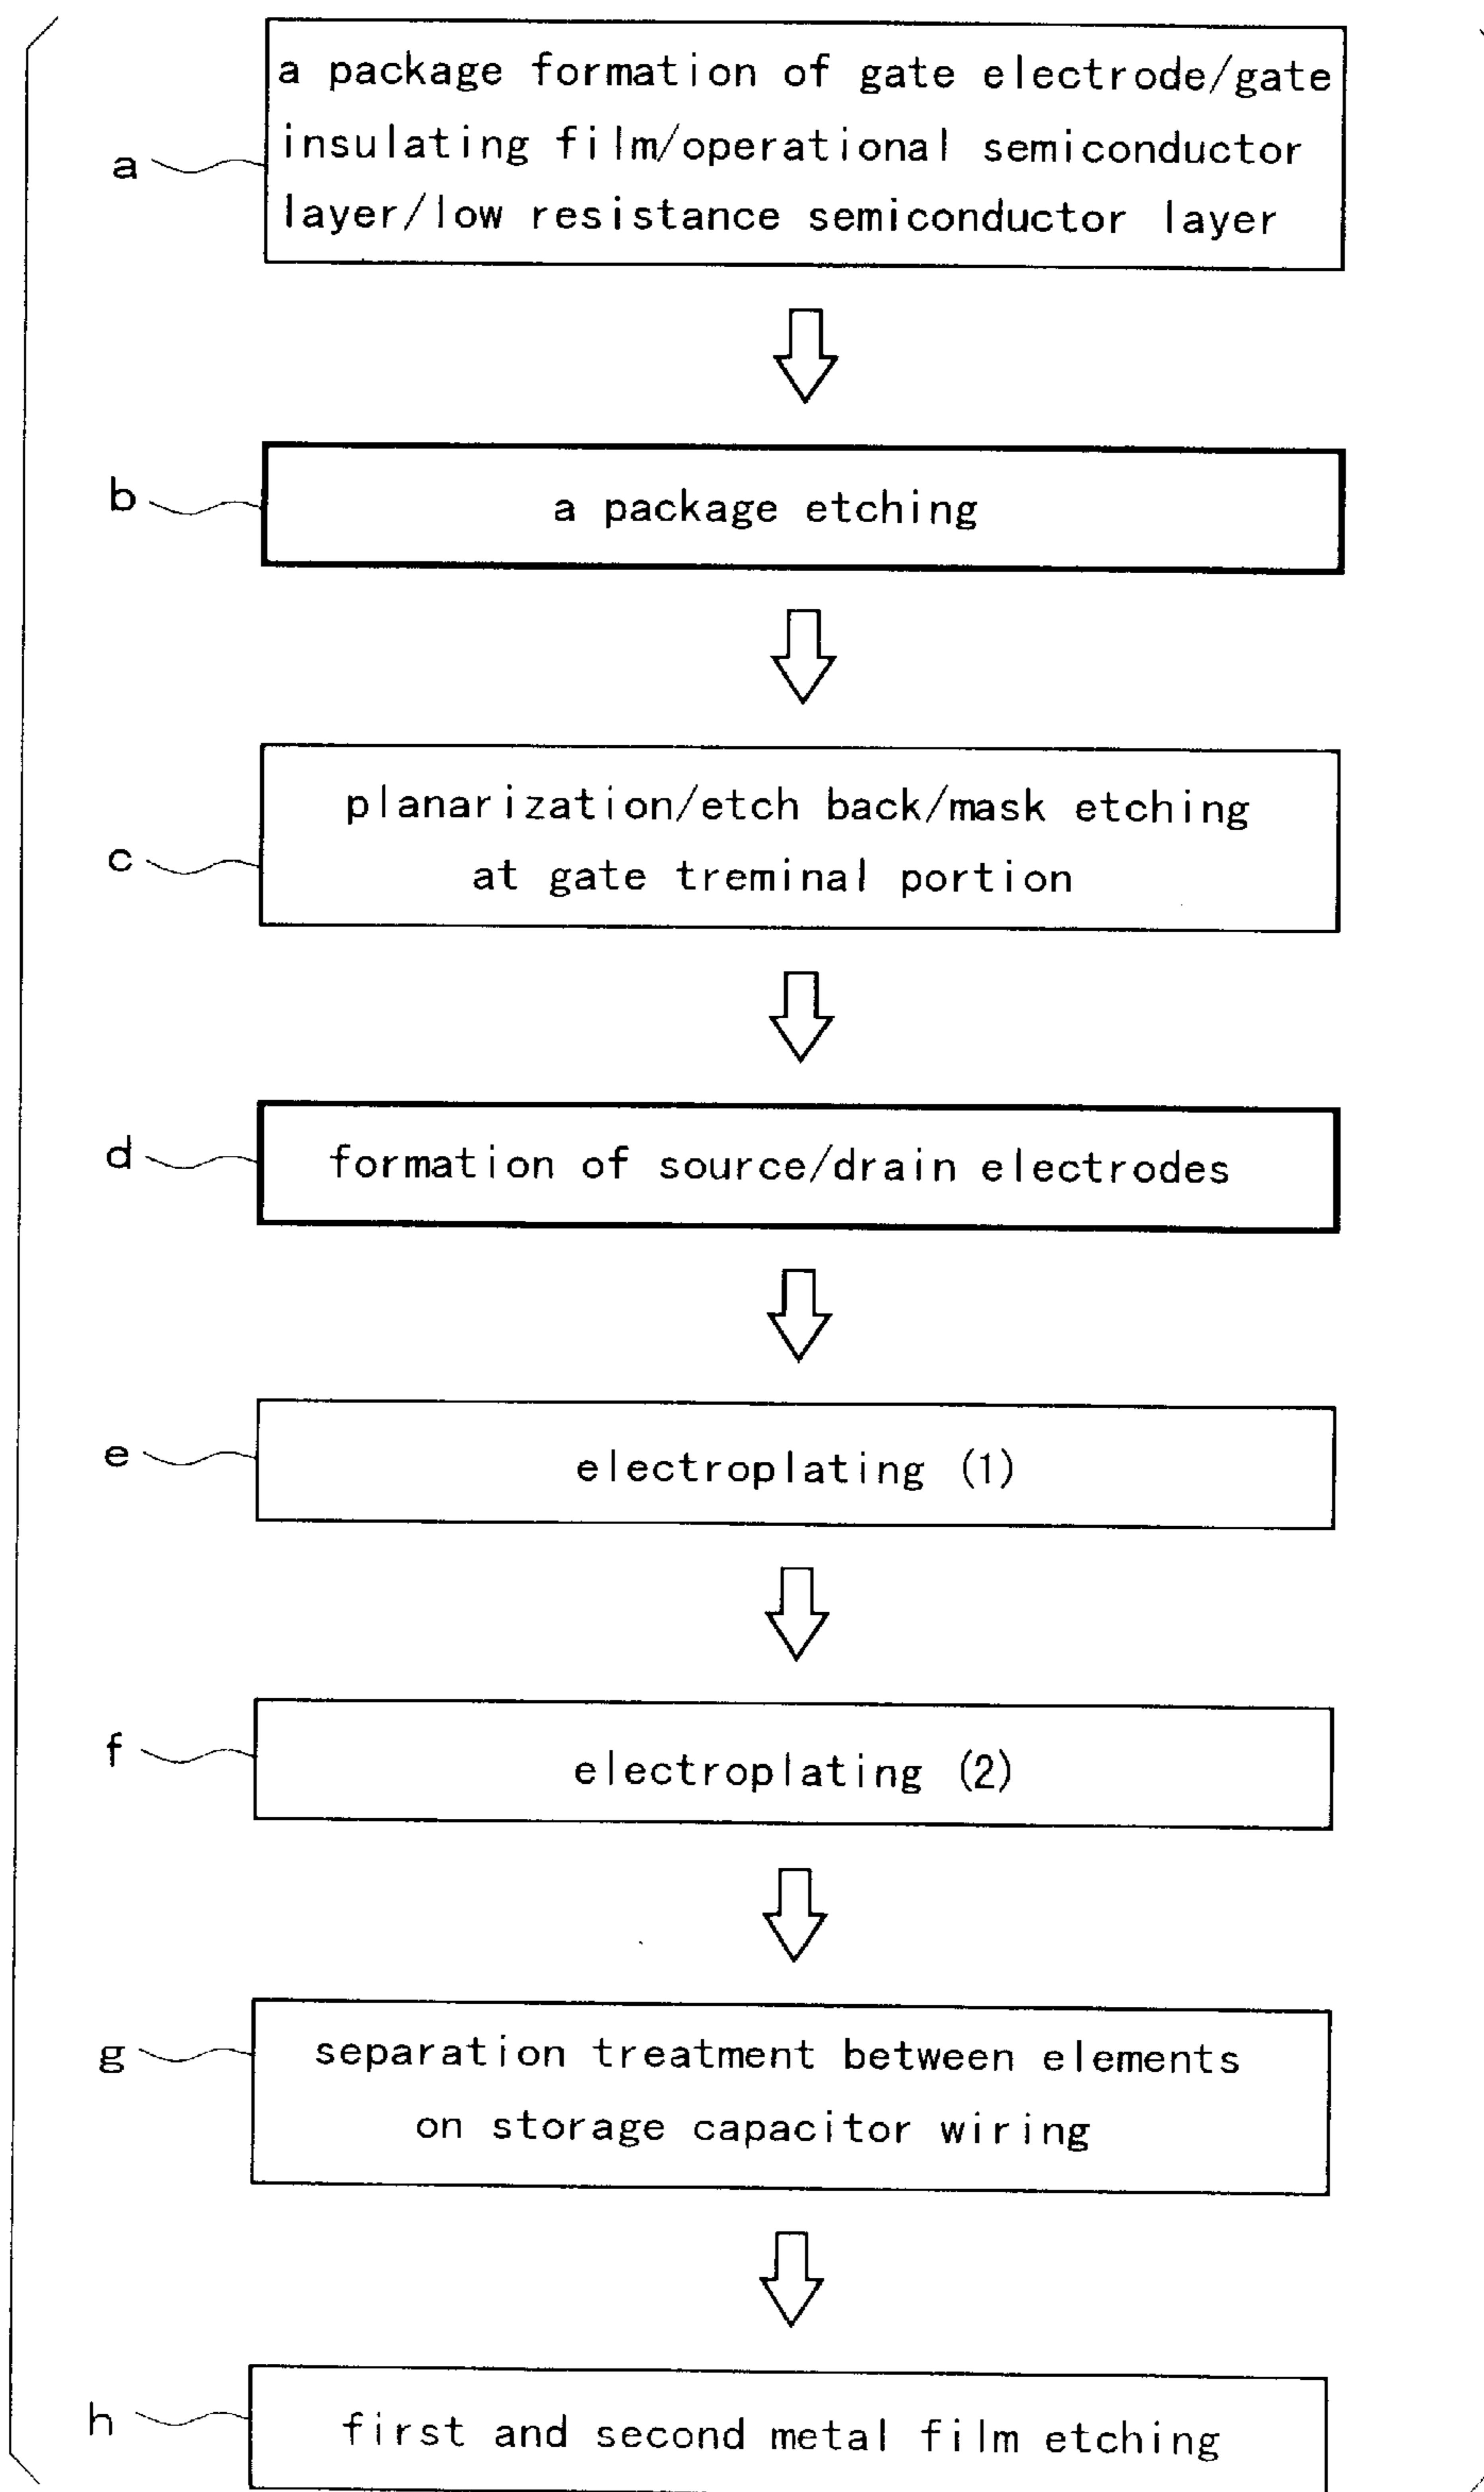 a package formation of gate electrode/gate
insulating film/operational semiconductor
layer/low resistance semiconductor layer
a
b
a package etching
planarization/etch back/mask etching
c
at gate treminal portion
d
formation of source/drain electrodes
e
electroplating (1)
f
electroplating (2)
g
separation treatment between elements
on storage capacitor wiring
h
first and second metal film etching